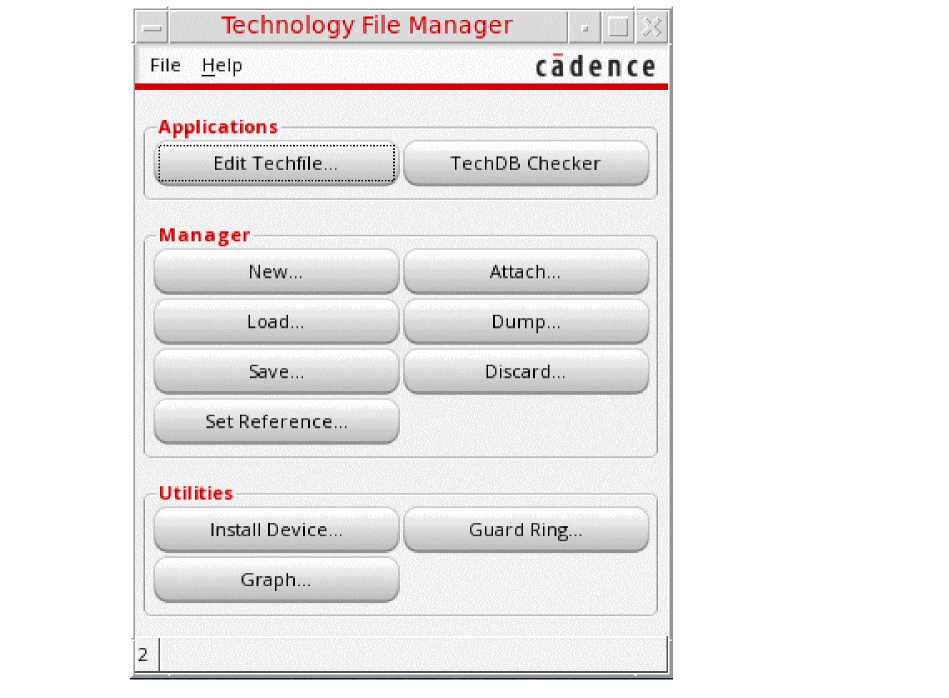 Technology File Manager
File Help cādence
Applications
Edit Techfile... TechDB Checker
Manager
New... Attach...
Load... Dump...
Save... Discard...
Set Reference...
Utilities
Install Device... Guard Ring...
Graph...
2